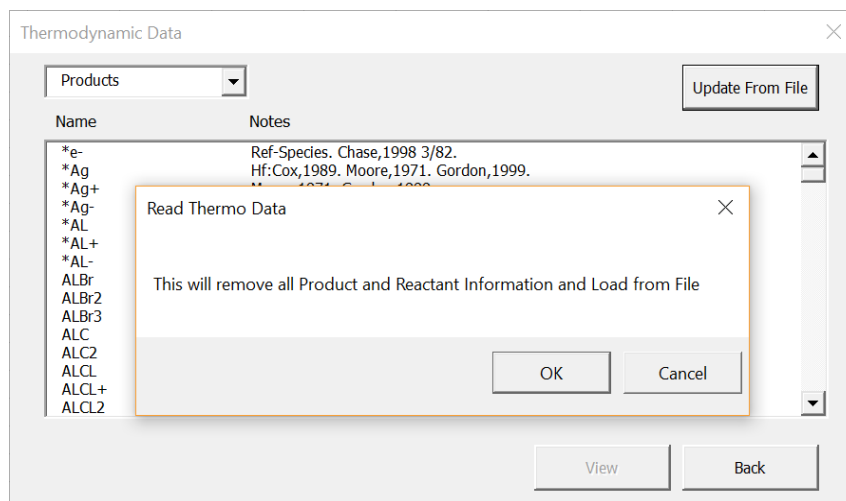 Thermodynamic Data
Products
Update From File
Name Notes
*e- Ref-Species. Chase,1998 3/82.
*Ag Hf:Cox,1989. Moore,1971. Gordon,1999.
*Ag+
*Ag-
*AL
*AL+
*AL-
ALBr
ALBr2
ALBr3
ALC
ALC2
ALCL
ALCL+
ALCL2
Read Thermo Data
This will remove all Product and Reactant Information and Load from File
OK Cancel
View Back